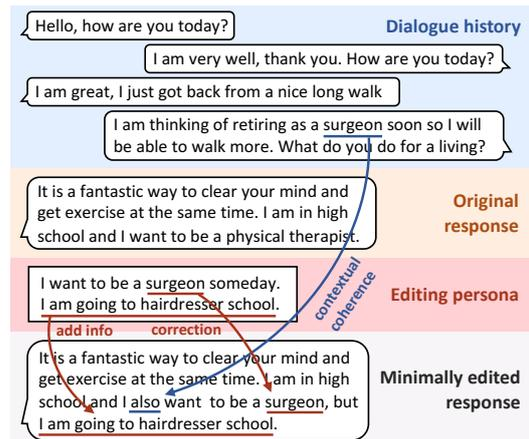 Hello, how are you today?
Dialogue history
I am very well, thank you. How are you today?
I am great, I just got back from a nice long walk
I am thinking of retiring as a surgeon soon so I will
be able to walk more. What do you do for a living?
It is a fantastic way to clear your mind and
get exercise at the same time. I am in high
school and I want to be a physical therapist.
Original
response
contextual
coherence
I want to be a surgeon someday.
I am going to hairdresser school.
Editing persona
add info
correction
It is a fantastic way to clear your mind and
get exercise at the same time. I am in high
school and I also want to be a surgeon, but
I am going to hairdresser school.
Minimally edited
response